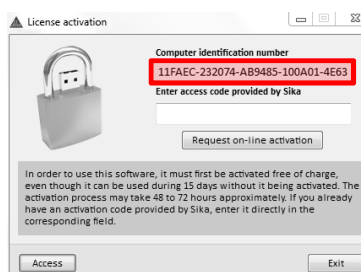 License activation
Computer identification number
11FAEC-232074-AB9485-100A01-4E63
Enter access code provided by Sika
Request on-line activation
In order to use this software, it must first be activated free of charge,
even though it can be used during 15 days without it being activated. The
activation process may take 48 to 72 hours approximately. If you already
have an activation code provided by Sika, enter it directly in the
corresponding field.
Access
Exit